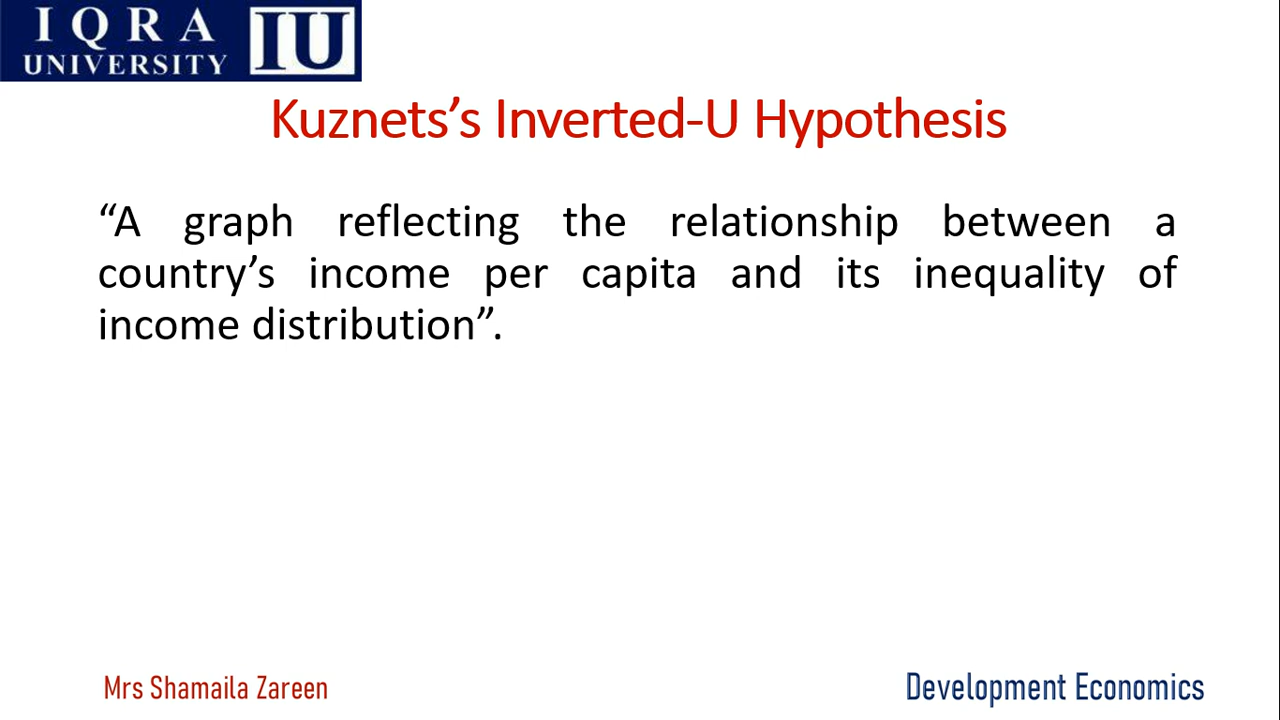 IQRA
UNIVERSITY
IU
Kuznets’s Inverted-U Hypothesis
“A graph reflecting the relationship between a
country’s income per capita and its inequality of
income distribution”.
Mrs Shamaila Zareen
Development Economics